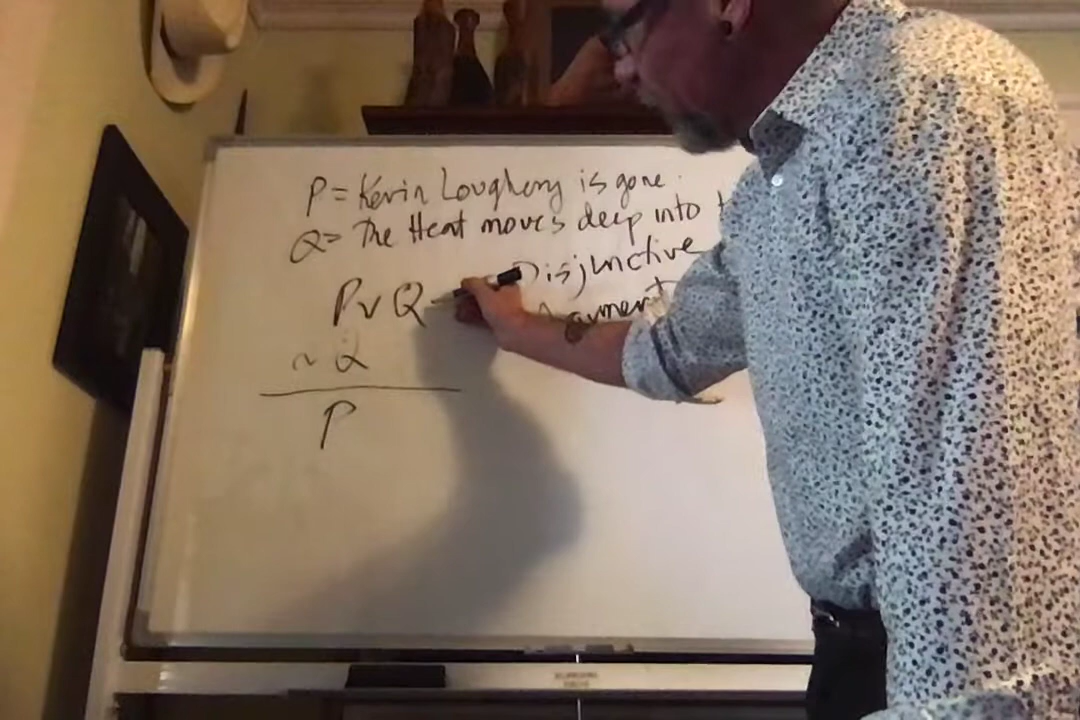 P = Kevin Loughery is gone.
Q = The Heat moves deep into
Disjunctive
P v Q
~ Q
P